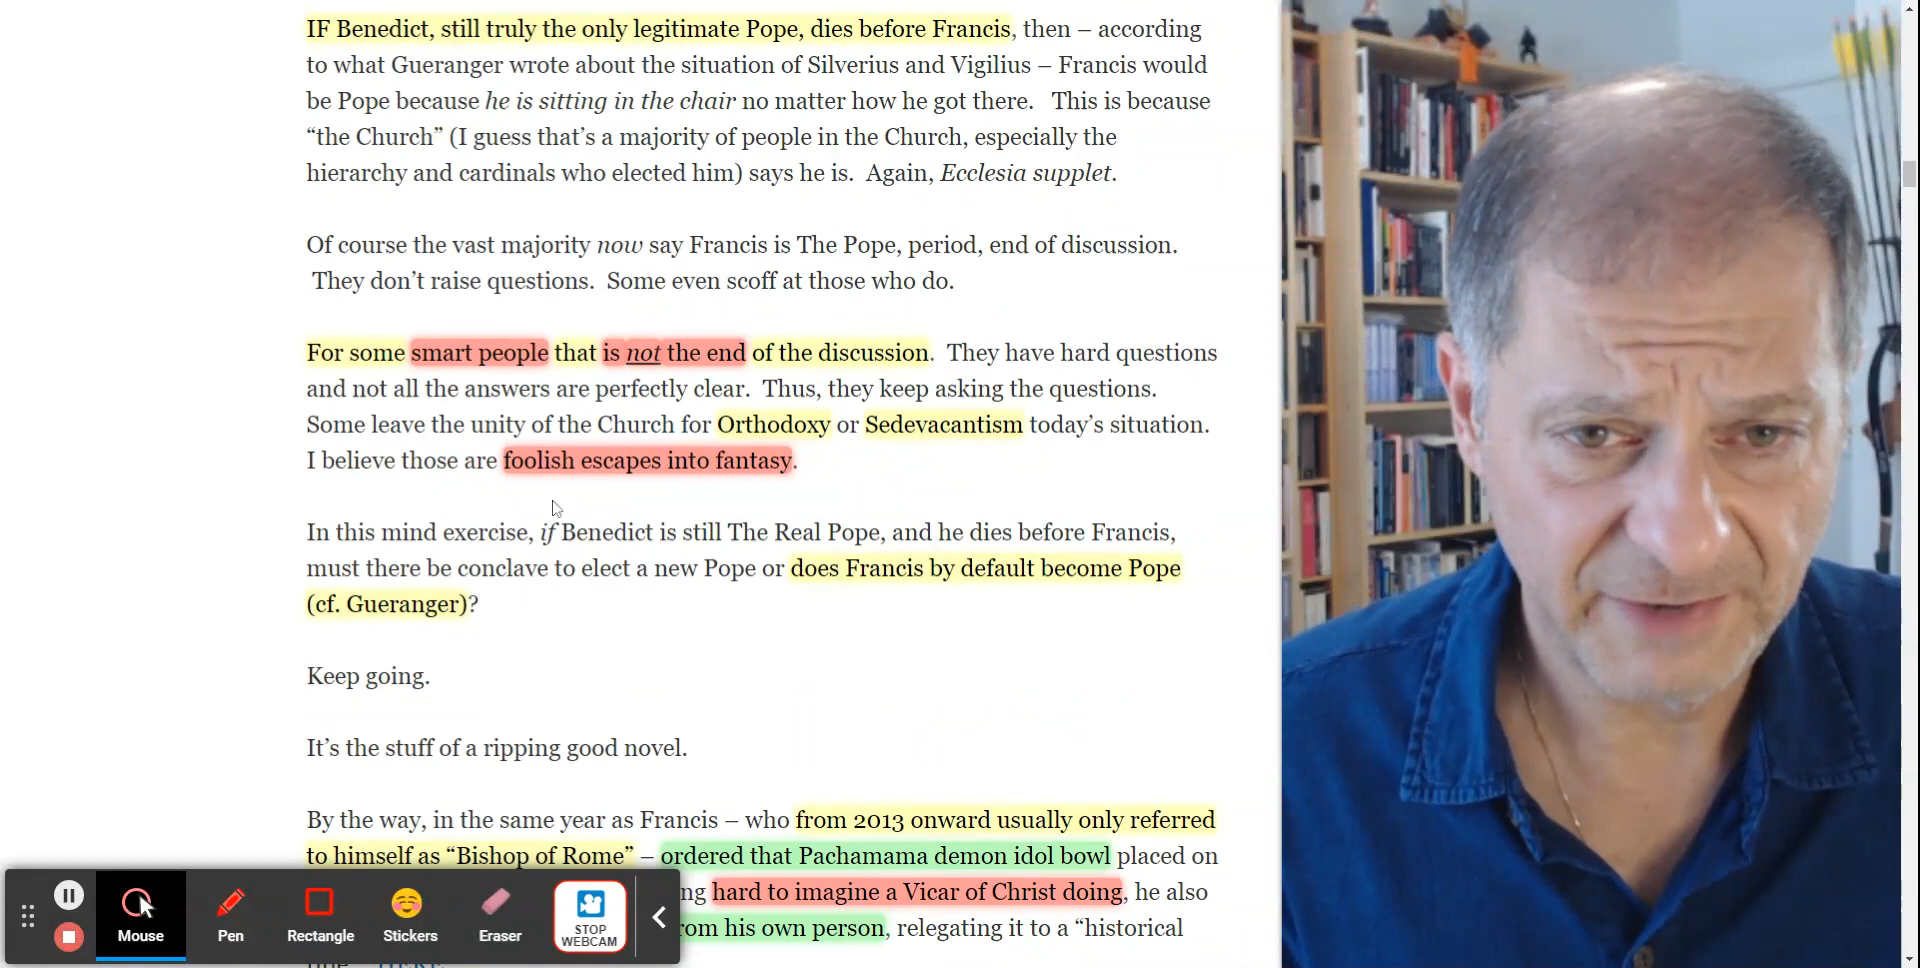 IF Benedict, still truly the only legitimate Pope, dies before Francis, then – according
to what Gueranger wrote about the situation of Silverius and Vigilius – Francis would
be Pope because he is sitting in the chair no matter how he got there. This is because
“the Church” (I guess that’s a majority of people in the Church, especially the
hierarchy and cardinals who elected him) says he is. Again, Ecclesia supplet.
Of course the vast majority now say Francis is The Pope, period, end of discussion.
They don’t raise questions. Some even scoff at those who do.
For some smart people that is not the end of the discussion. They have hard questions
and not all the answers are perfectly clear. Thus, they keep asking the questions.
Some leave the unity of the Church for Orthodoxy or Sedevacantism today’s situation.
I believe those are foolish escapes into fantasy.
In this mind exercise, if Benedict is still The Real Pope, and he dies before Francis,
must there be conclave to elect a new Pope or does Francis by default become Pope
(cf. Gueranger)?
Keep going.
It’s the stuff of a ripping good novel.
By the way, in the same year as Francis – who from 2013 onward usually only referred
to himself as “Bishop of Rome” – ordered that Pachamama demon idol bowl placed on
hard to imagine a Vicar of Christ doing, he also
his own person, relegating it to a “historical
Mouse
Pen
Rectangle
Stickers
Eraser
STOP
WEBCAM